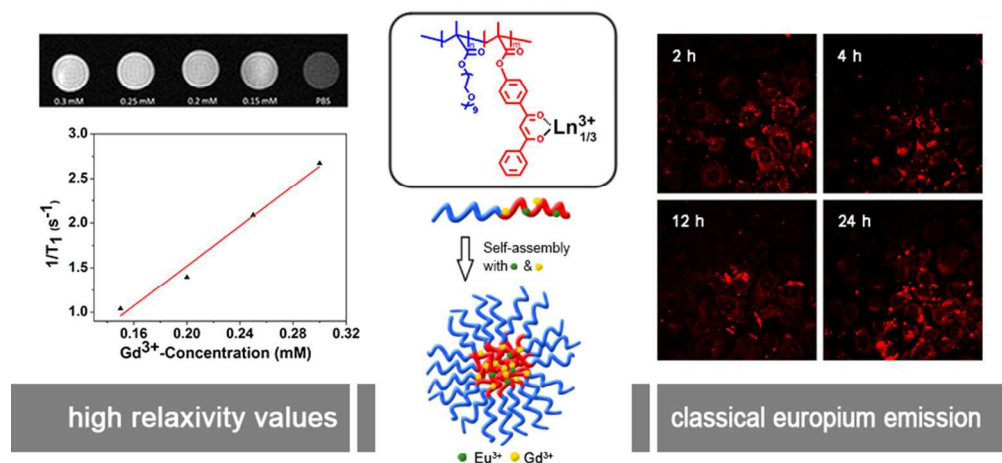 0.3 mM 0.25 mM 0.2 mM 0.15 mM PBS
3.0
2.5
2.0
1.5
1.0
1/T1 (s-1)
0.16 0.20 0.24 0.28 0.32
Gd3+-Concentration (mM)
high relaxivity values
n m
O O
O O
O
9
O O
Ln3+
1/3
Self-assembly
with &
Eu3+ Gd3+
2 h 4 h
12 h 24 h
classical europium emission